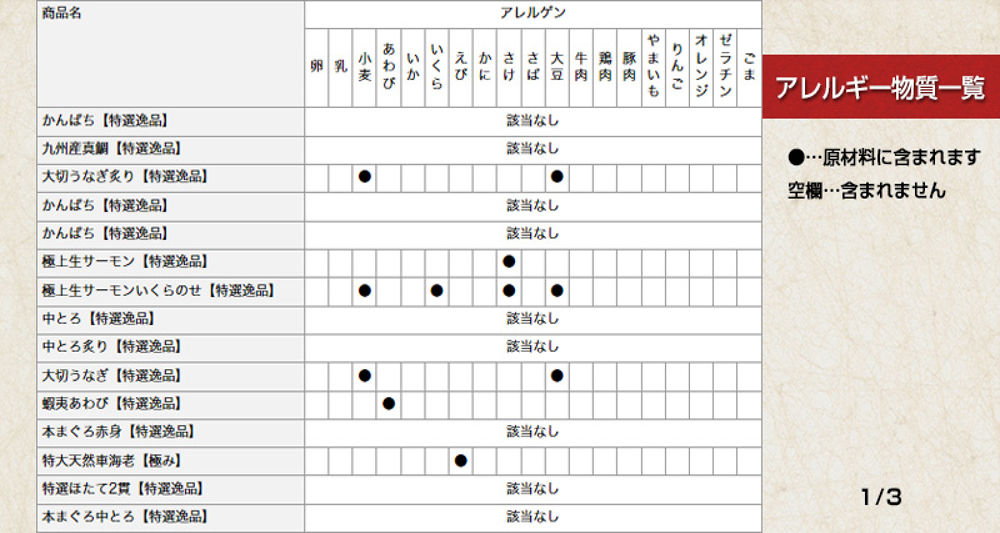 商品名 アレルゲン
卵 乳 小麦 あわび いか いくら えび かに さけ さば 大豆 牛肉 鶏肉 豚肉 やまいも りんご オレンジ ゼラチン ごま
かんぱち【特選逸品】 該当なし
九州産真鯛【特選逸品】 該当なし
大切うなぎ炙り【特選逸品】 ● ●
かんぱち【特選逸品】 該当なし
かんぱち【特選逸品】 該当なし
極上生サーモン【特選逸品】 ●
極上生サーモンいくらのせ【特選逸品】 ● ● ● ●
中とろ【特選逸品】 該当なし
中とろ炙り【特選逸品】 該当なし
大切うなぎ【特選逸品】 ● ●
蝦夷あわび【特選逸品】 ●
本まぐろ赤身【特選逸品】 該当なし
特大天然車海老【極み】 ●
特選ほたて2貫【特選逸品】 該当なし
本まぐろ中とろ【特選逸品】 該当なし
アレルギー物質一覧
●…原材料に含まれます
空欄…含まれません
1/3